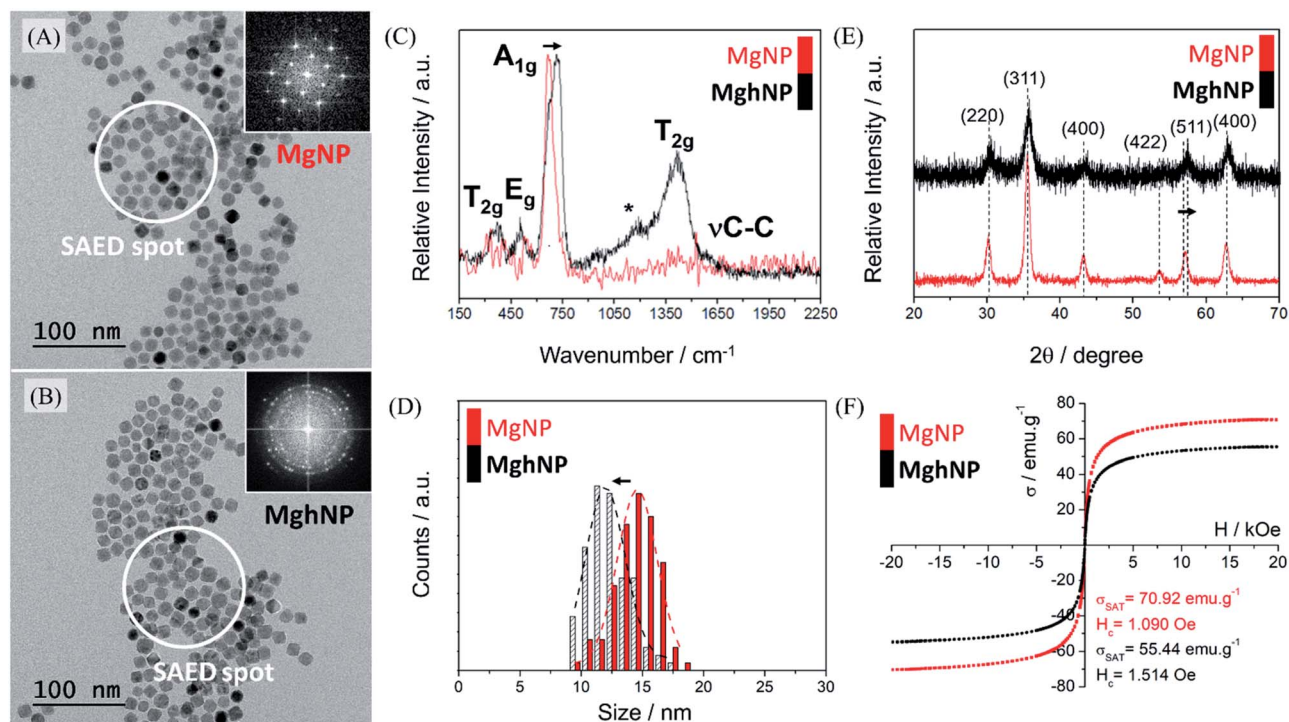 (A)
MgNP
SAED spot
100 nm
(B)
MghNP
SAED spot
100 nm
(C)
Relative Intensity / a.u.
MgNP
MghNP
A1g
T2g
Eg
*
T2g
νC-C
150 450 750 1050 1350 1650 1950 2250
Wavenumber / cm-1
(D)
Counts / a.u.
MgNP
MghNP
0 5 10 15 20 25 30
Size / nm
(E)
Relative Intensity / a.u.
MgNP
MghNP
(220) (311) (400) (422) (511) (400)
20 30 40 50 60 70
2θ / degree
(F)
MgNP
MghNP
σ / emu.g-1
80
60
40
20
H / kOe
-20 -15 -10 -5 0 5 10 15 20
-20
-40
-60
-80
σSAT= 70.92 emu.g-1
Hc= 1.090 Oe
σSAT= 55.44 emu.g-1
Hc= 1.514 Oe